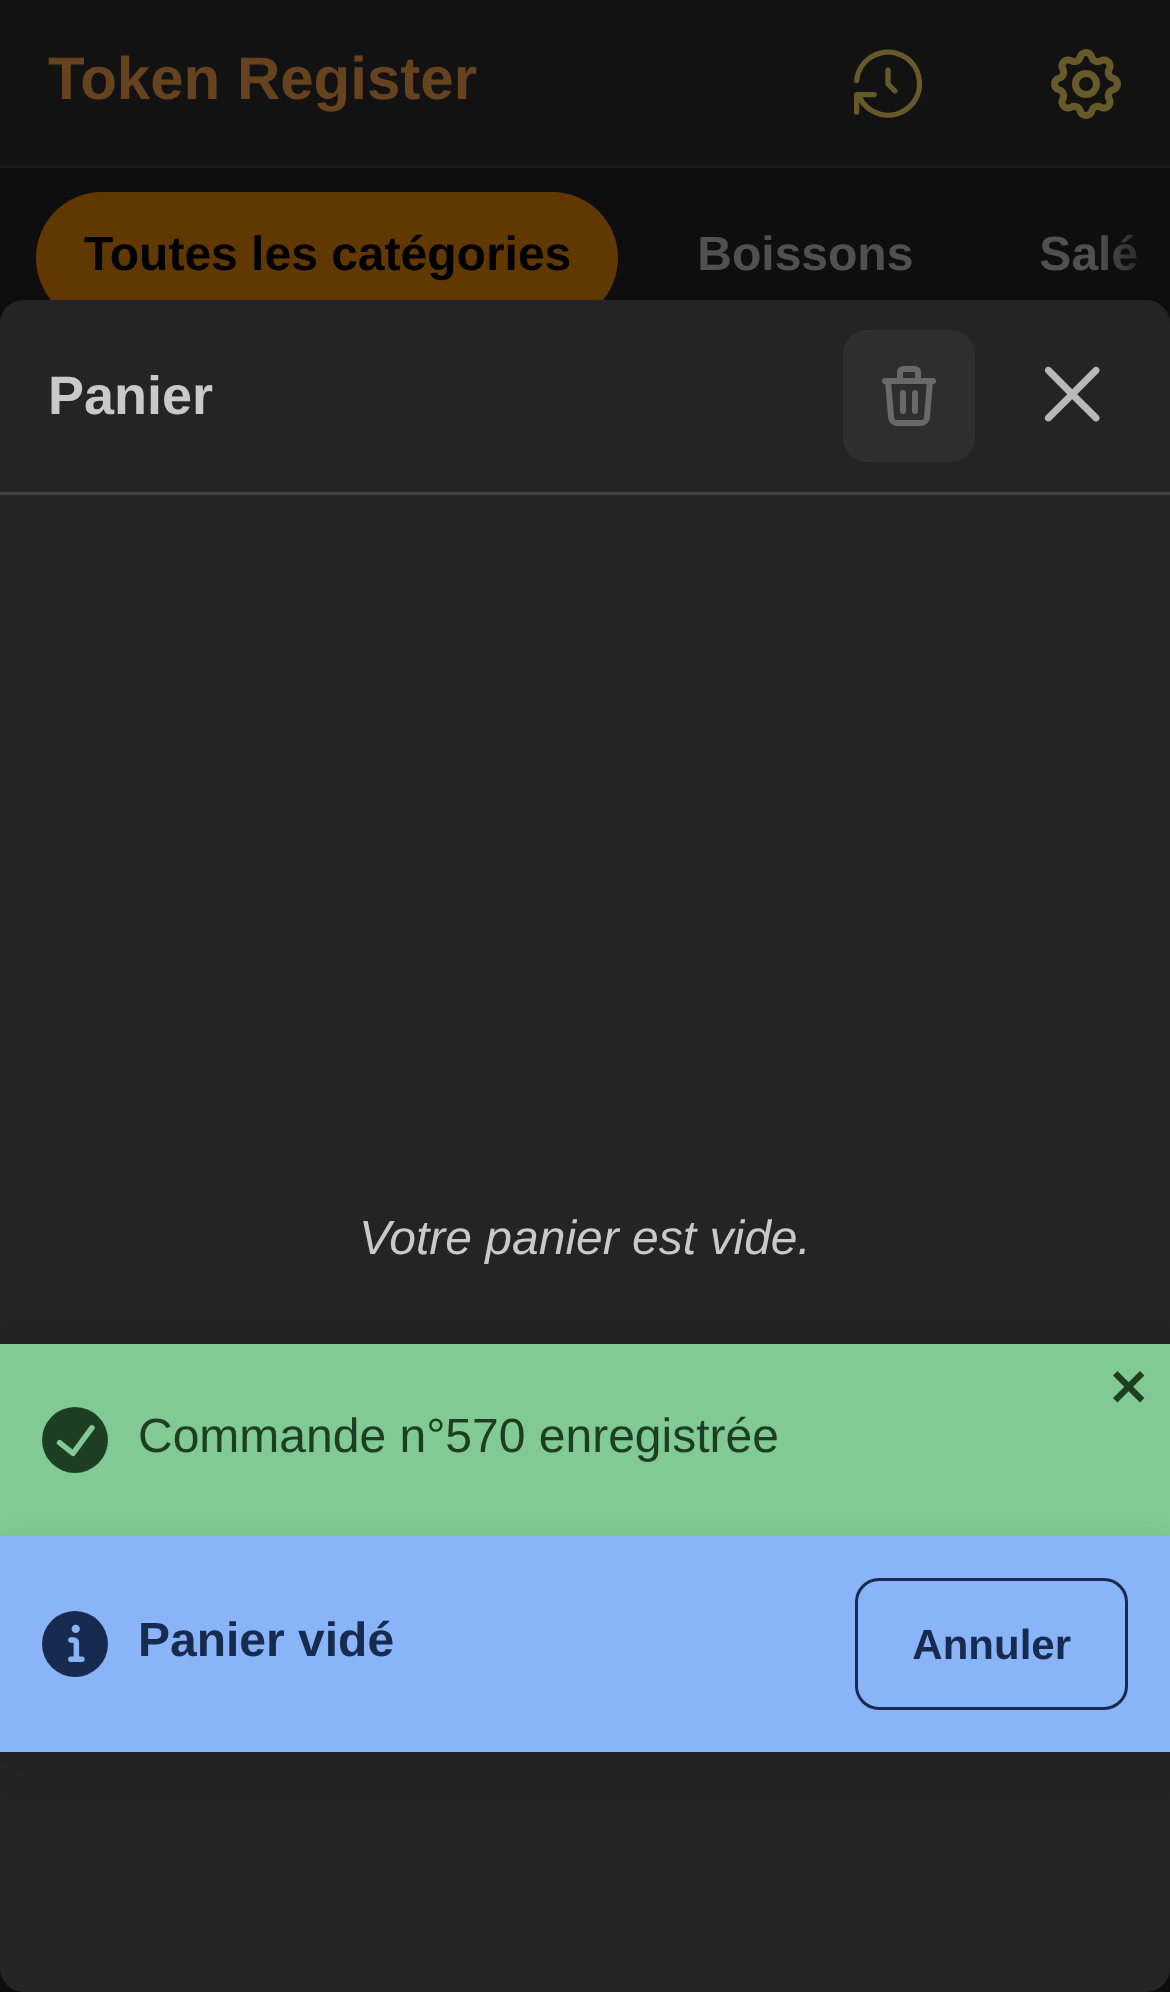 Token Register
Toutes les catégories Boissons Salé
Panier
Votre panier est vide.
Commande n°570 enregistrée
Panier vidé Annuler